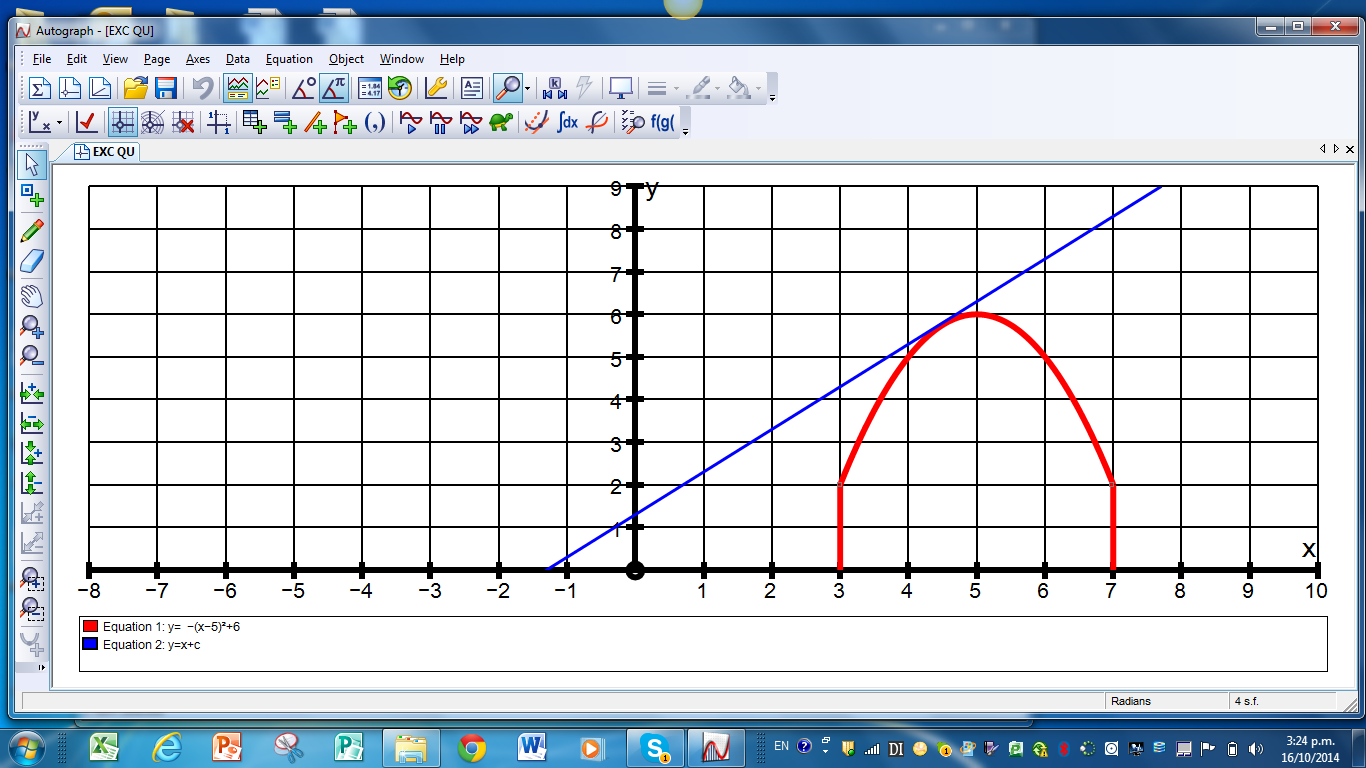 Autograph - [EXC QU]
File Edit View Page Axes Data Equation Object Window Help
EXC QU
y
9
8
7
6
5
4
3
2
1
x
−8 −7 −6 −5 −4 −3 −2 −1 1 2 3 4 5 6 7 8 9 10
Equation 1: y= −(x−5)²+6
Equation 2: y=x+c
Radians 4 s.f.
EN
3:24 p.m.
16/10/2014